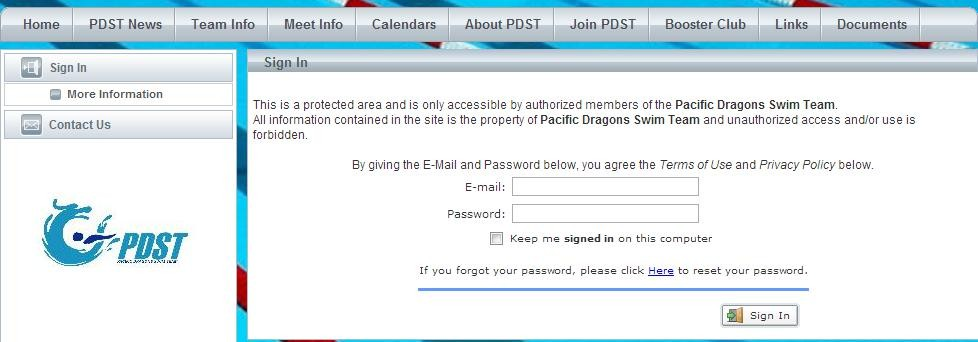 Home PDST News Team Info Meet Info Calendars About PDST Join PDST Booster Club Links Documents
Sign In
More Information
Contact Us
PDST
PACIFIC DRAGONS SWIM TEAM
Sign In
This is a protected area and is only accessible by authorized members of the Pacific Dragons Swim Team.
All information contained in the site is the property of Pacific Dragons Swim Team and unauthorized access and/or use is
forbidden.
By giving the E-Mail and Password below, you agree the Terms of Use and Privacy Policy below.
E-mail:
Password:
Keep me signed in on this computer
If you forgot your password, please click Here to reset your password.
Sign In